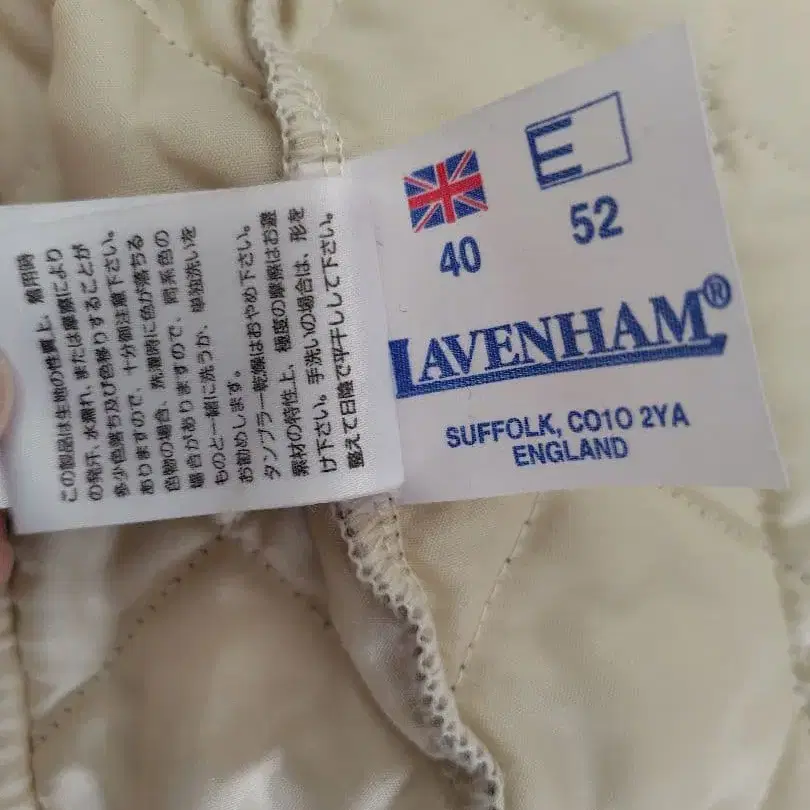 この製品は生地の性質上、着用時
の発汗、水濡れ、または摩擦により
多少色落ち及び色移りすることが
ありますので、十分御注意下さい。
色物の場合、洗濯時に色が落ちる
場合がありますので、同系色の
ものと一緒に洗うか、単独洗いを
お勧めします。
タンブラー乾燥はおやめ下さい。
素材の特性上、極度の摩擦はお避
け下さい。手洗いの場合は、形を
整えて日陰で平干しして下さい。
E
40 52
LAVENHAM®
SUFFOLK, CO10 2YA
ENGLAND